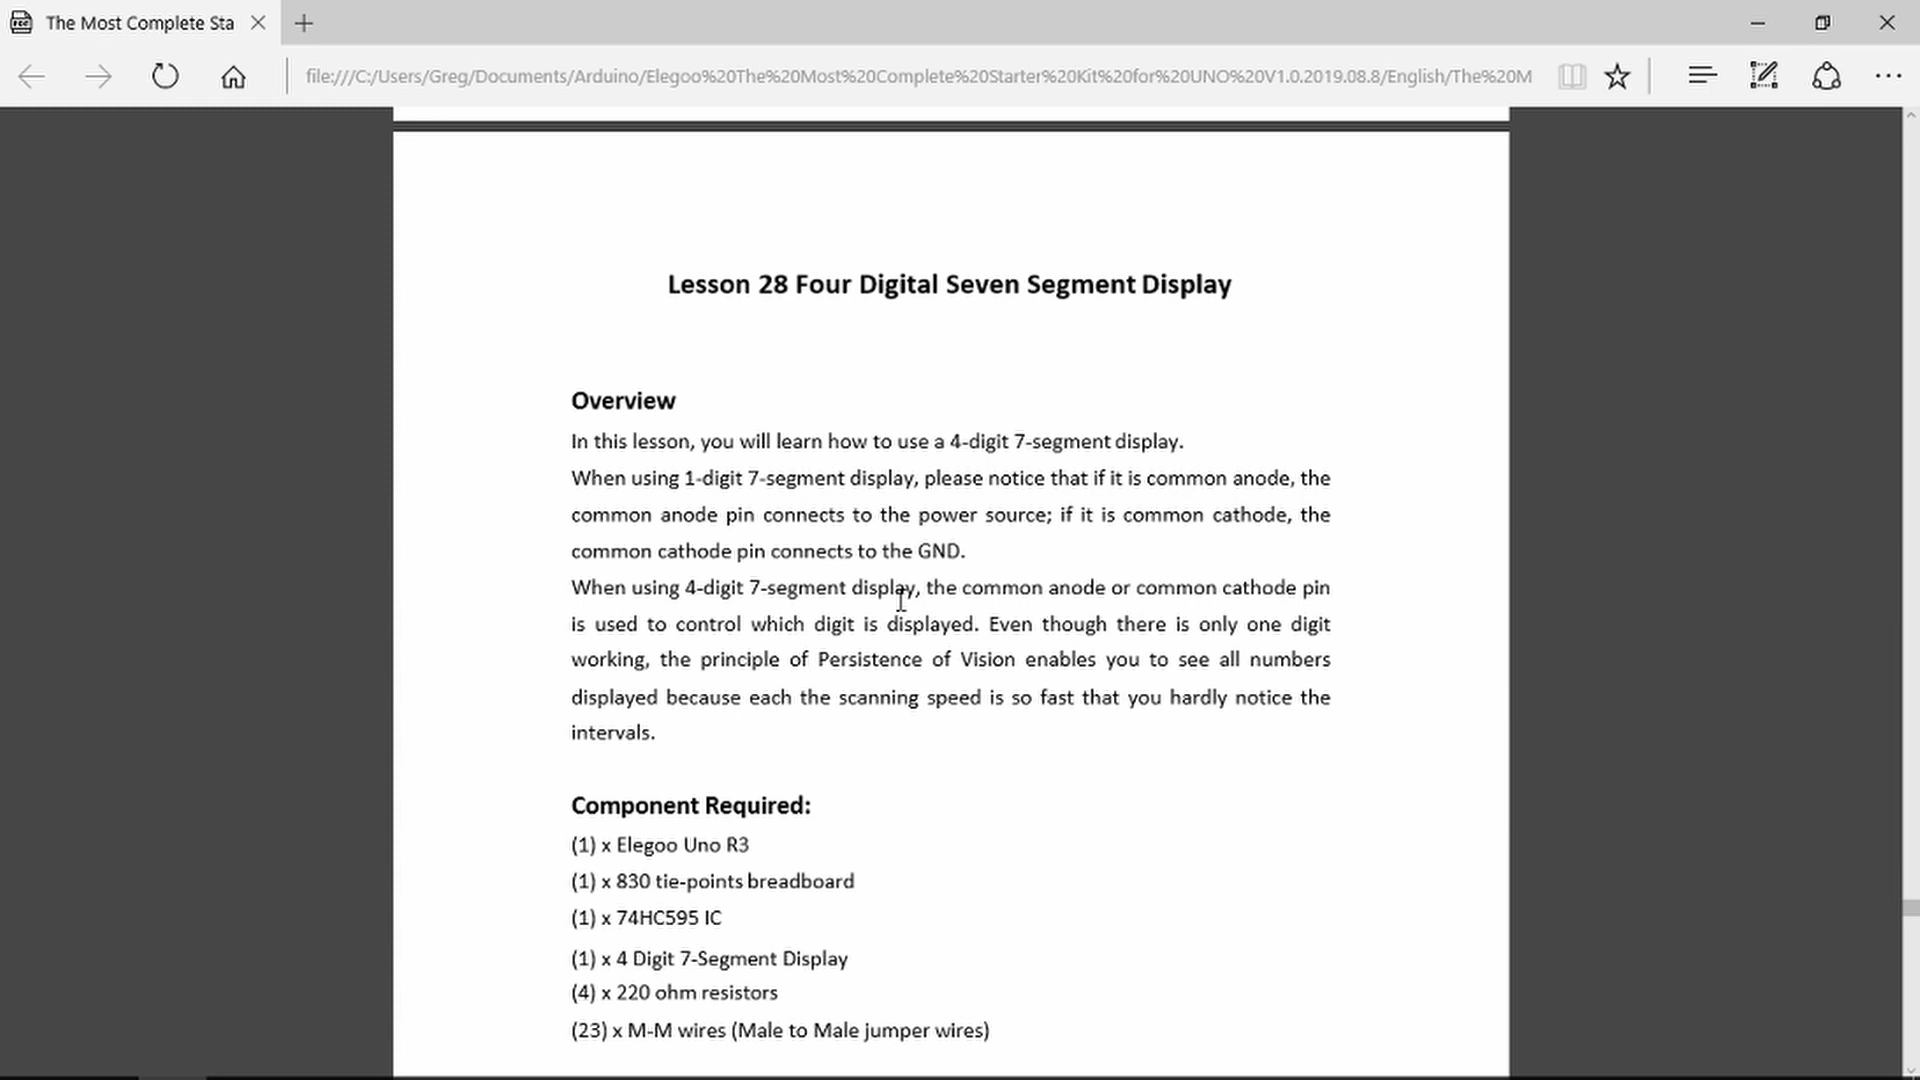 The Most Complete Sta
file:///C:/Users/Greg/Documents/Arduino/Elegoo%20The%20Most%20Complete%20Starter%20Kit%20for%20UNO%20V1.0.2019.08.8/English/The%20M
Lesson 28 Four Digital Seven Segment Display
Overview
In this lesson, you will learn how to use a 4-digit 7-segment display.
When using 1-digit 7-segment display, please notice that if it is common anode, the
common anode pin connects to the power source; if it is common cathode, the
common cathode pin connects to the GND.
When using 4-digit 7-segment display, the common anode or common cathode pin
is used to control which digit is displayed. Even though there is only one digit
working, the principle of Persistence of Vision enables you to see all numbers
displayed because each the scanning speed is so fast that you hardly notice the
intervals.
Component Required:
(1) x Elegoo Uno R3
(1) x 830 tie-points breadboard
(1) x 74HC595 IC
(1) x 4 Digit 7-Segment Display
(4) x 220 ohm resistors
(23) x M-M wires (Male to Male jumper wires)